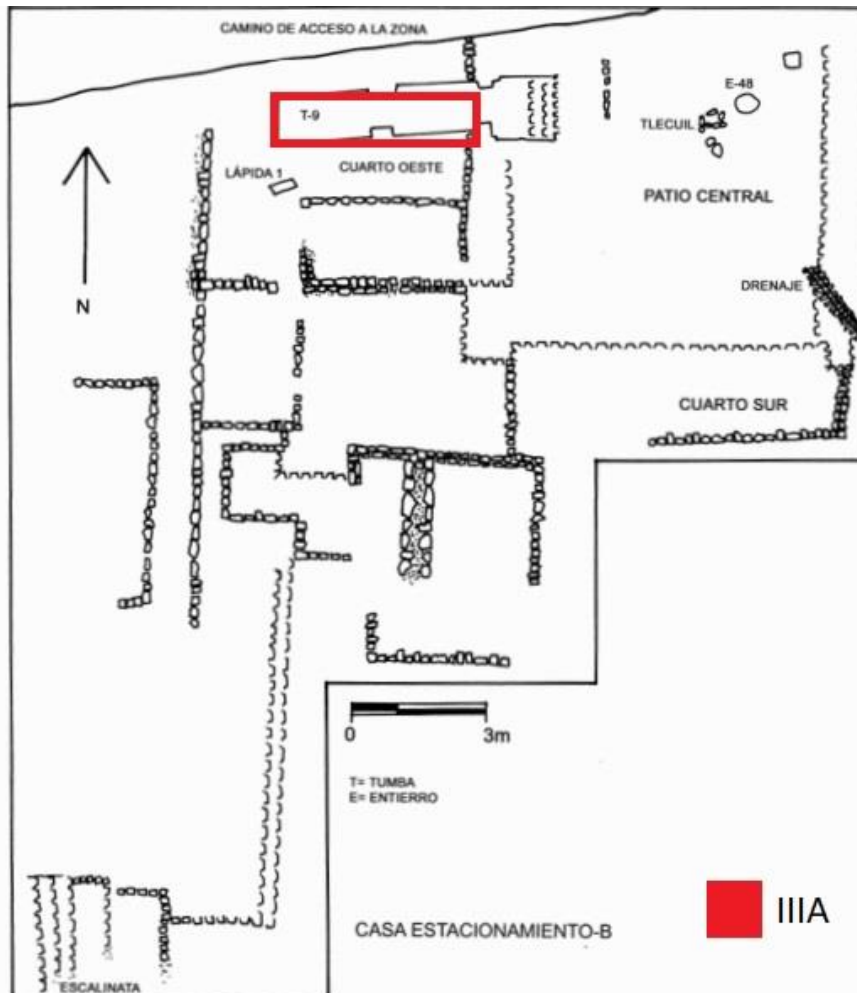 CAMINO DE ACCESO A LA ZONA
E-48
T-9
TLECUIL
CUARTO OESTE
LÁPIDA 1
PATIO CENTRAL
DRENAJE
N
CUARTO SUR
0 3m
T= TUMBA
E= ENTIERRO
IIIA
CASA ESTACIONAMIENTO-B
ESCALINATA